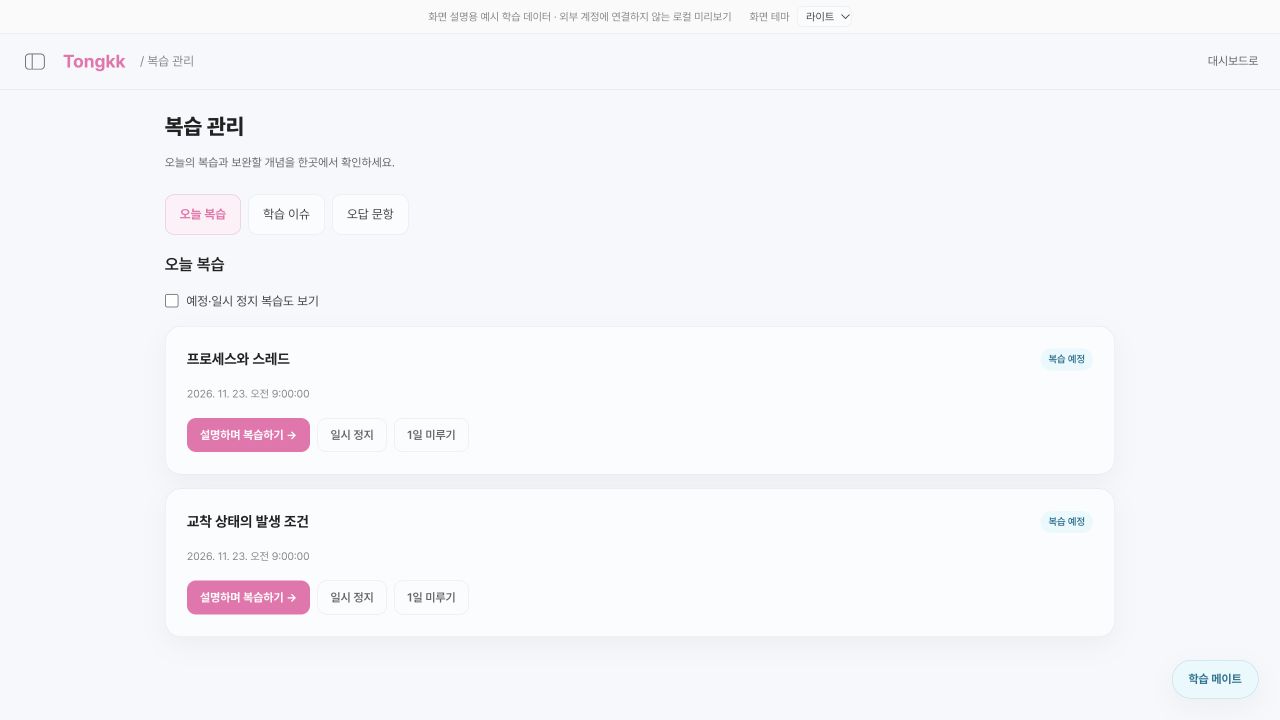 화면 설명용 예시 학습 데이터 · 외부 계정에 연결하지 않는 로컬 미리보기 화면 테마 라이트
Tongkk / 복습 관리 대시보드로
복습 관리
오늘의 복습과 보완할 개념을 한곳에서 확인하세요.
오늘 복습 학습 이슈 오답 문항
오늘 복습
예정·일시 정지 복습도 보기
프로세스와 스레드 복습 예정
2026. 11. 23. 오전 9:00:00
설명하며 복습하기 → 일시 정지 1일 미루기
교착 상태의 발생 조건 복습 예정
2026. 11. 23. 오전 9:00:00
설명하며 복습하기 → 일시 정지 1일 미루기
학습 메이트